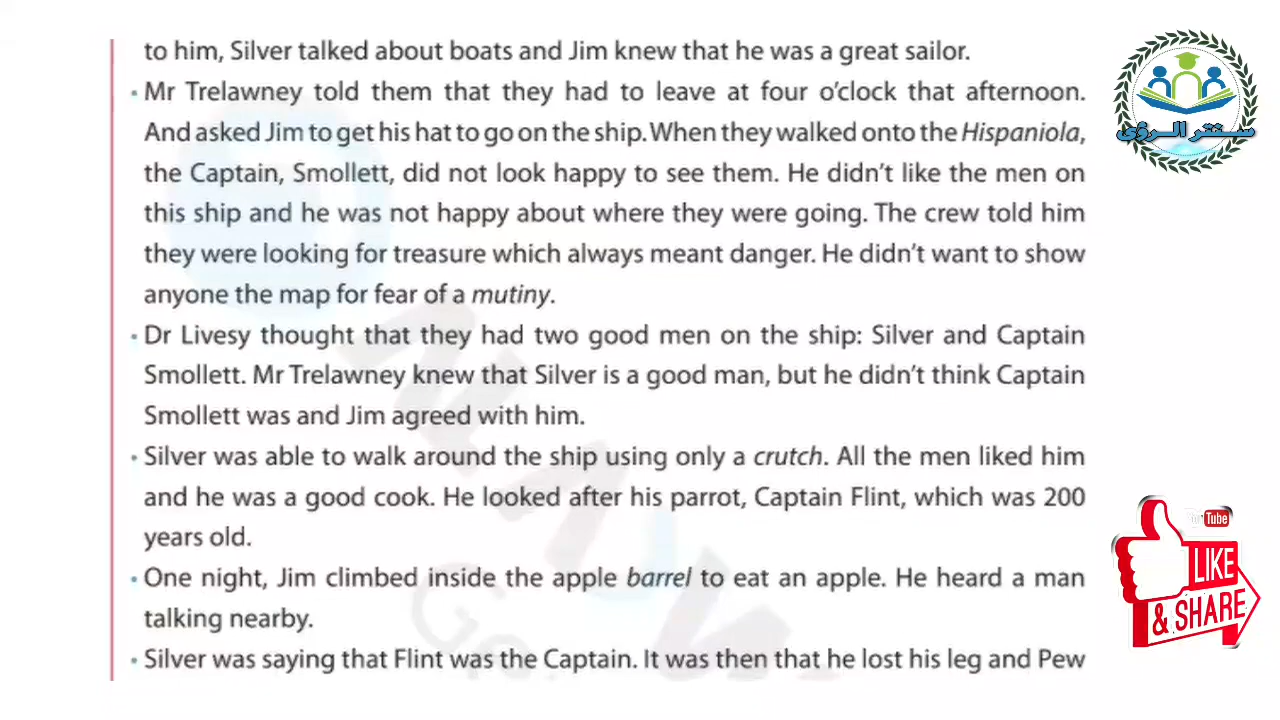 to him, Silver talked about boats and Jim knew that he was a great sailor.
• Mr Trelawney told them that they had to leave at four o'clock that afternoon.
And asked Jim to get his hat to go on the ship. When they walked onto the Hispaniola,
the Captain, Smollett, did not look happy to see them. He didn't like the men on
this ship and he was not happy about where they were going. The crew told him
they were looking for treasure which always meant danger. He didn't want to show
anyone the map for fear of a mutiny.
• Dr Livesy thought that they had two good men on the ship: Silver and Captain
Smollett. Mr Trelawney knew that Silver is a good man, but he didn't think Captain
Smollett was and Jim agreed with him.
• Silver was able to walk around the ship using only a crutch. All the men liked him
and he was a good cook. He looked after his parrot, Captain Flint, which was 200
years old.
• One night, Jim climbed inside the apple barrel to eat an apple. He heard a man
talking nearby.
• Silver was saying that Flint was the Captain. It was then that he lost his leg and Pew
سنتر الرؤى
YouTube
LIKE
& SHARE